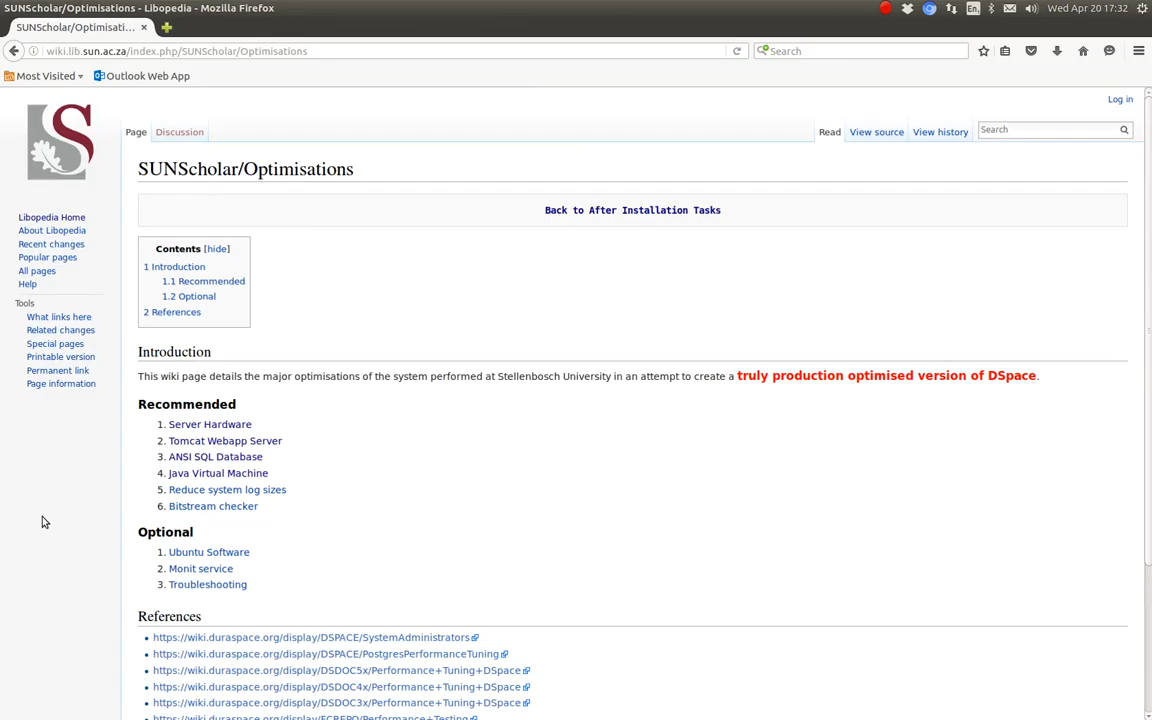 SUNScholar/Optimisations - Libopedia - Mozilla Firefox
En
Wed Apr 20 17:32
SUNScholar/Optimisati...
wiki.lib.sun.ac.za/index.php/SUNScholar/Optimisations
Search
Most Visited
Outlook Web App
Log in
Page
Discussion
Read
View source
View history
Search
S
SUNScholar/Optimisations
Back to After Installation Tasks
Libopedia Home
About Libopedia
Recent changes
Popular pages
All pages
Help
Tools
What links here
Related changes
Special pages
Printable version
Permanent link
Page information
Contents [hide]
1 Introduction
1.1 Recommended
1.2 Optional
2 References
Introduction
This wiki page details the major optimisations of the system performed at Stellenbosch University in an attempt to create a truly production optimised version of DSpace.
Recommended
1. Server Hardware
2. Tomcat Webapp Server
3. ANSI SQL Database
4. Java Virtual Machine
5. Reduce system log sizes
6. Bitstream checker
Optional
1. Ubuntu Software
2. Monit service
3. Troubleshooting
References
https://wiki.duraspace.org/display/DSPACE/SystemAdministrators
https://wiki.duraspace.org/display/DSPACE/PostgresPerformanceTuning
https://wiki.duraspace.org/display/DSDOC5x/Performance+Tuning+DSpace
https://wiki.duraspace.org/display/DSDOC4x/Performance+Tuning+DSpace
https://wiki.duraspace.org/display/DSDOC3x/Performance+Tuning+DSpace
https://wiki.duraspace.org/display/FCREPO/Performance+Testing